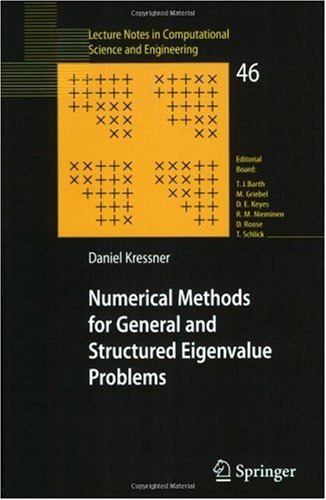 Lecture Notes in Computational
Science and Engineering
46
Editorial
Board:
T. J. Barth
M. Griebel
D. E. Keyes
R. M. Nieminen
D. Roose
T. Schlick
Daniel Kressner
Numerical Methods
for General and
Structured Eigenvalue
Problems
Springer